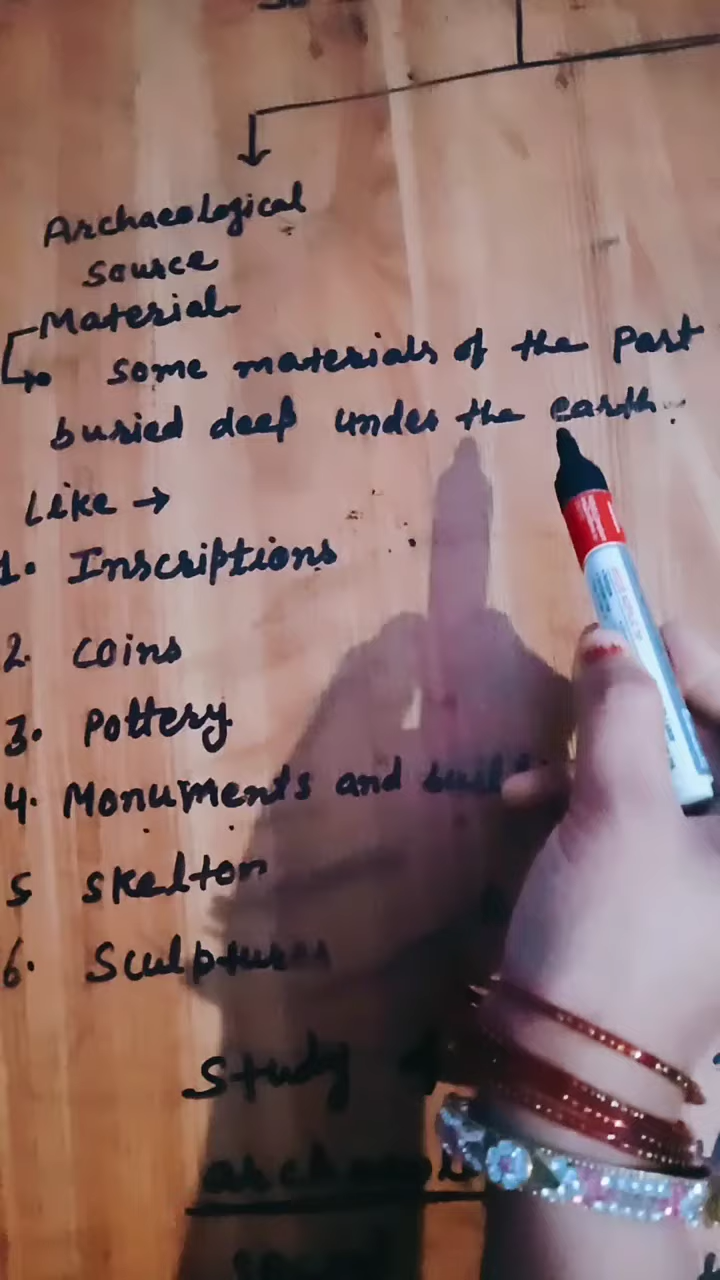 Archaeological
source
Material
some materials of the Past
buried deep under the earth.
Like →
1. Inscriptions
2. coins
3. Pottery
4. Monuments and
5 skelton
6. Sculptures
Study